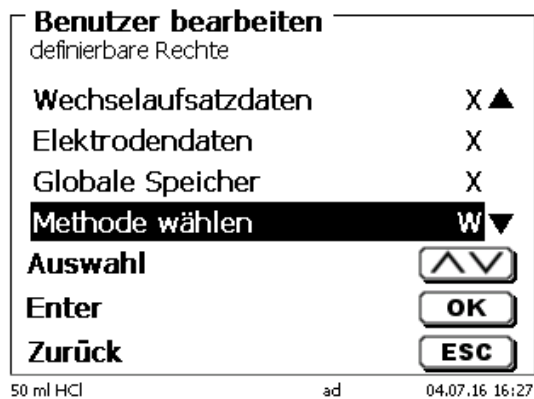 Benutzer bearbeiten
definierbare Rechte
Wechselaufsatzdaten X
Elektrodendaten X
Globale Speicher X
Methode wählen W
Auswahl
Enter OK
Zurück ESC
50 ml HCl ad 04.07.16 16:27